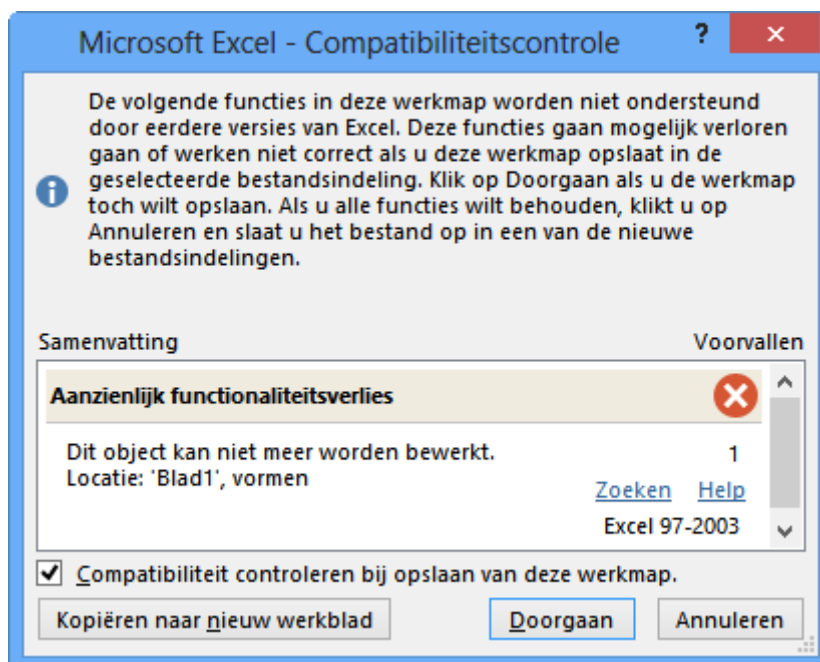 Microsoft Excel - Compatibiliteitscontrole ?
De volgende functies in deze werkmap worden niet ondersteund
door eerdere versies van Excel. Deze functies gaan mogelijk verloren
gaan of werken niet correct als u deze werkmap opslaat in de
geselecteerde bestandsindeling. Klik op Doorgaan als u de werkmap
toch wilt opslaan. Als u alle functies wilt behouden, klikt u op
Annuleren en slaat u het bestand op in een van de nieuwe
bestandsindelingen.
Samenvatting Voorvallen
Aanzienlijk functionaliteitsverlies
Dit object kan niet meer worden bewerkt. 1
Locatie: 'Blad1', vormen
Zoeken Help
Excel 97-2003
Compatibiliteit controleren bij opslaan van deze werkmap.
Kopiëren naar nieuw werkblad Doorgaan Annuleren